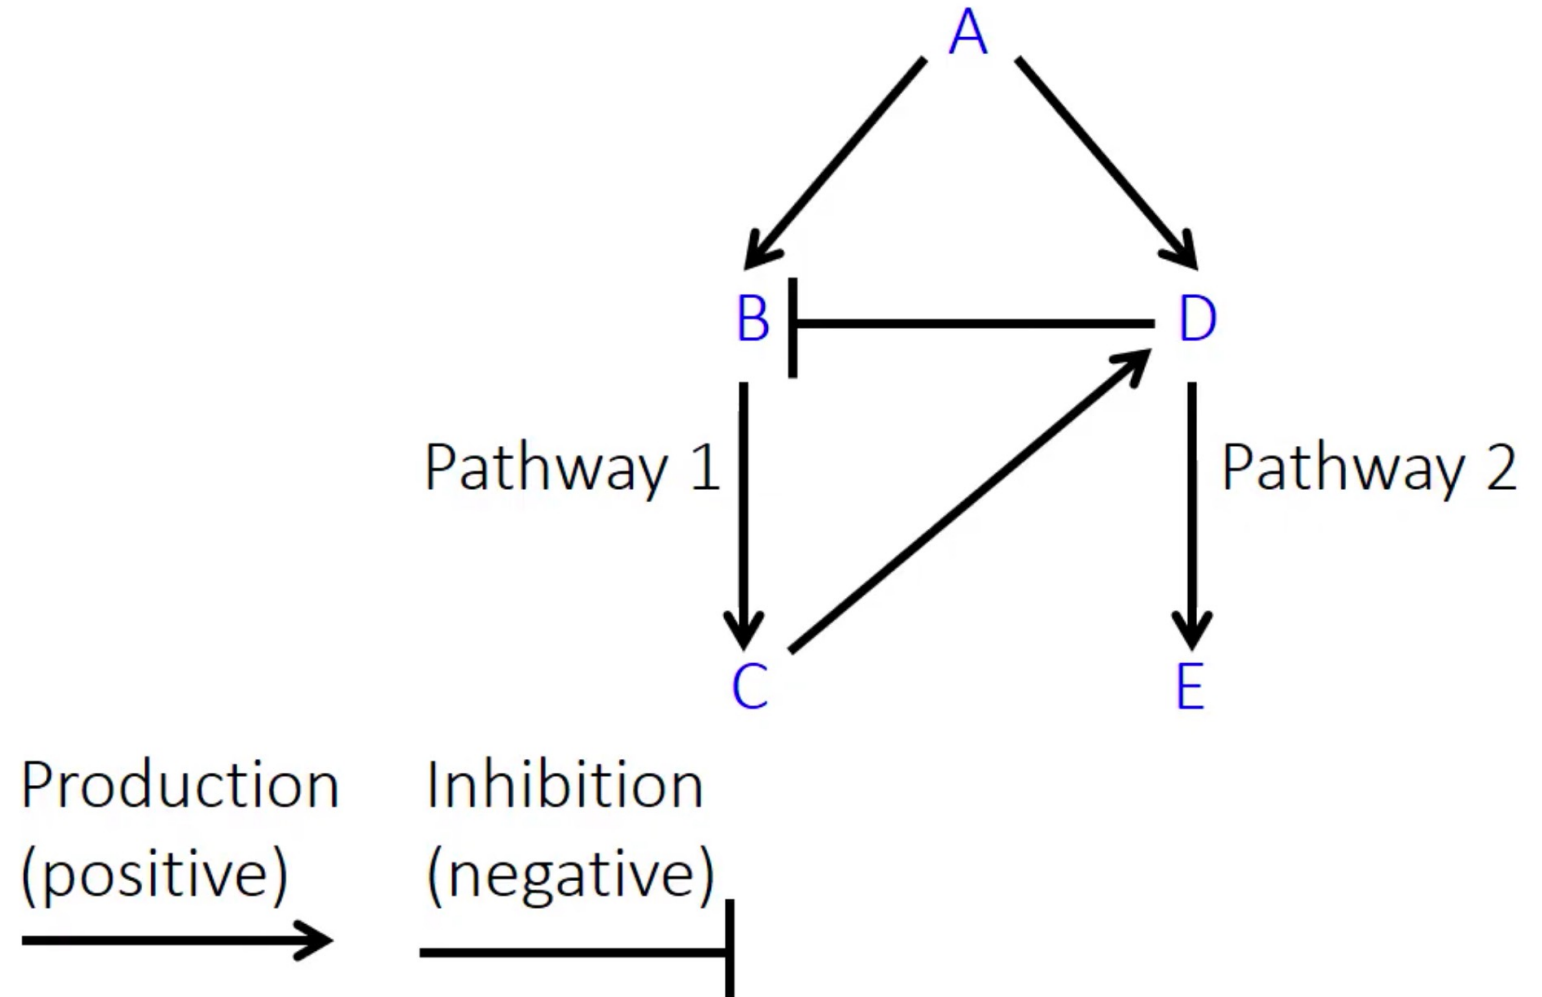 A
B
D
Pathway 1
Pathway 2
C
E
Production
(positive)
Inhibition
(negative)